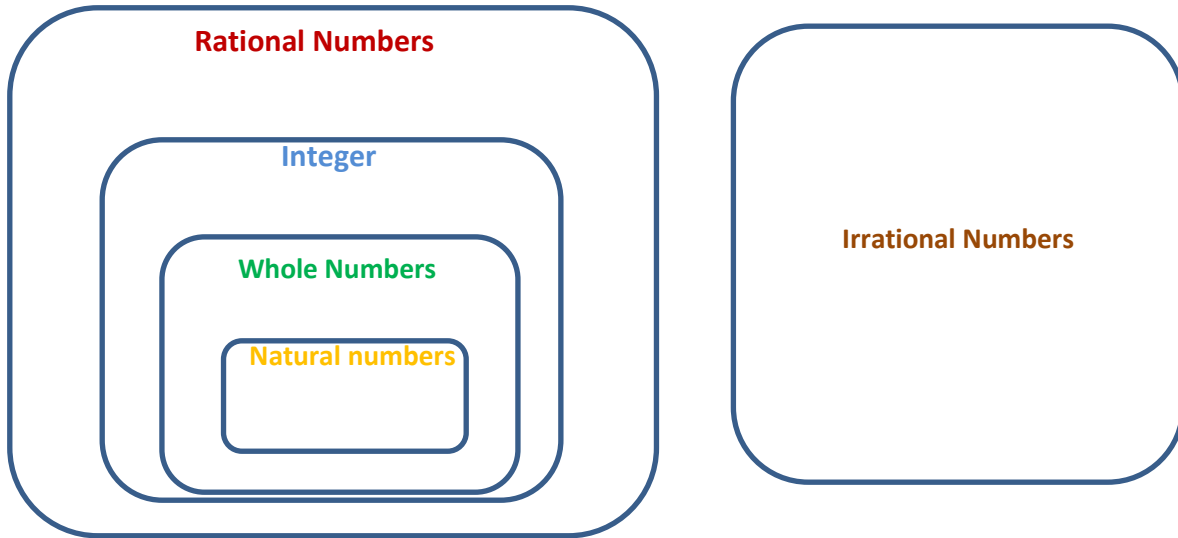 Rational Numbers
Integer
Irrational Numbers
Whole Numbers
Natural numbers